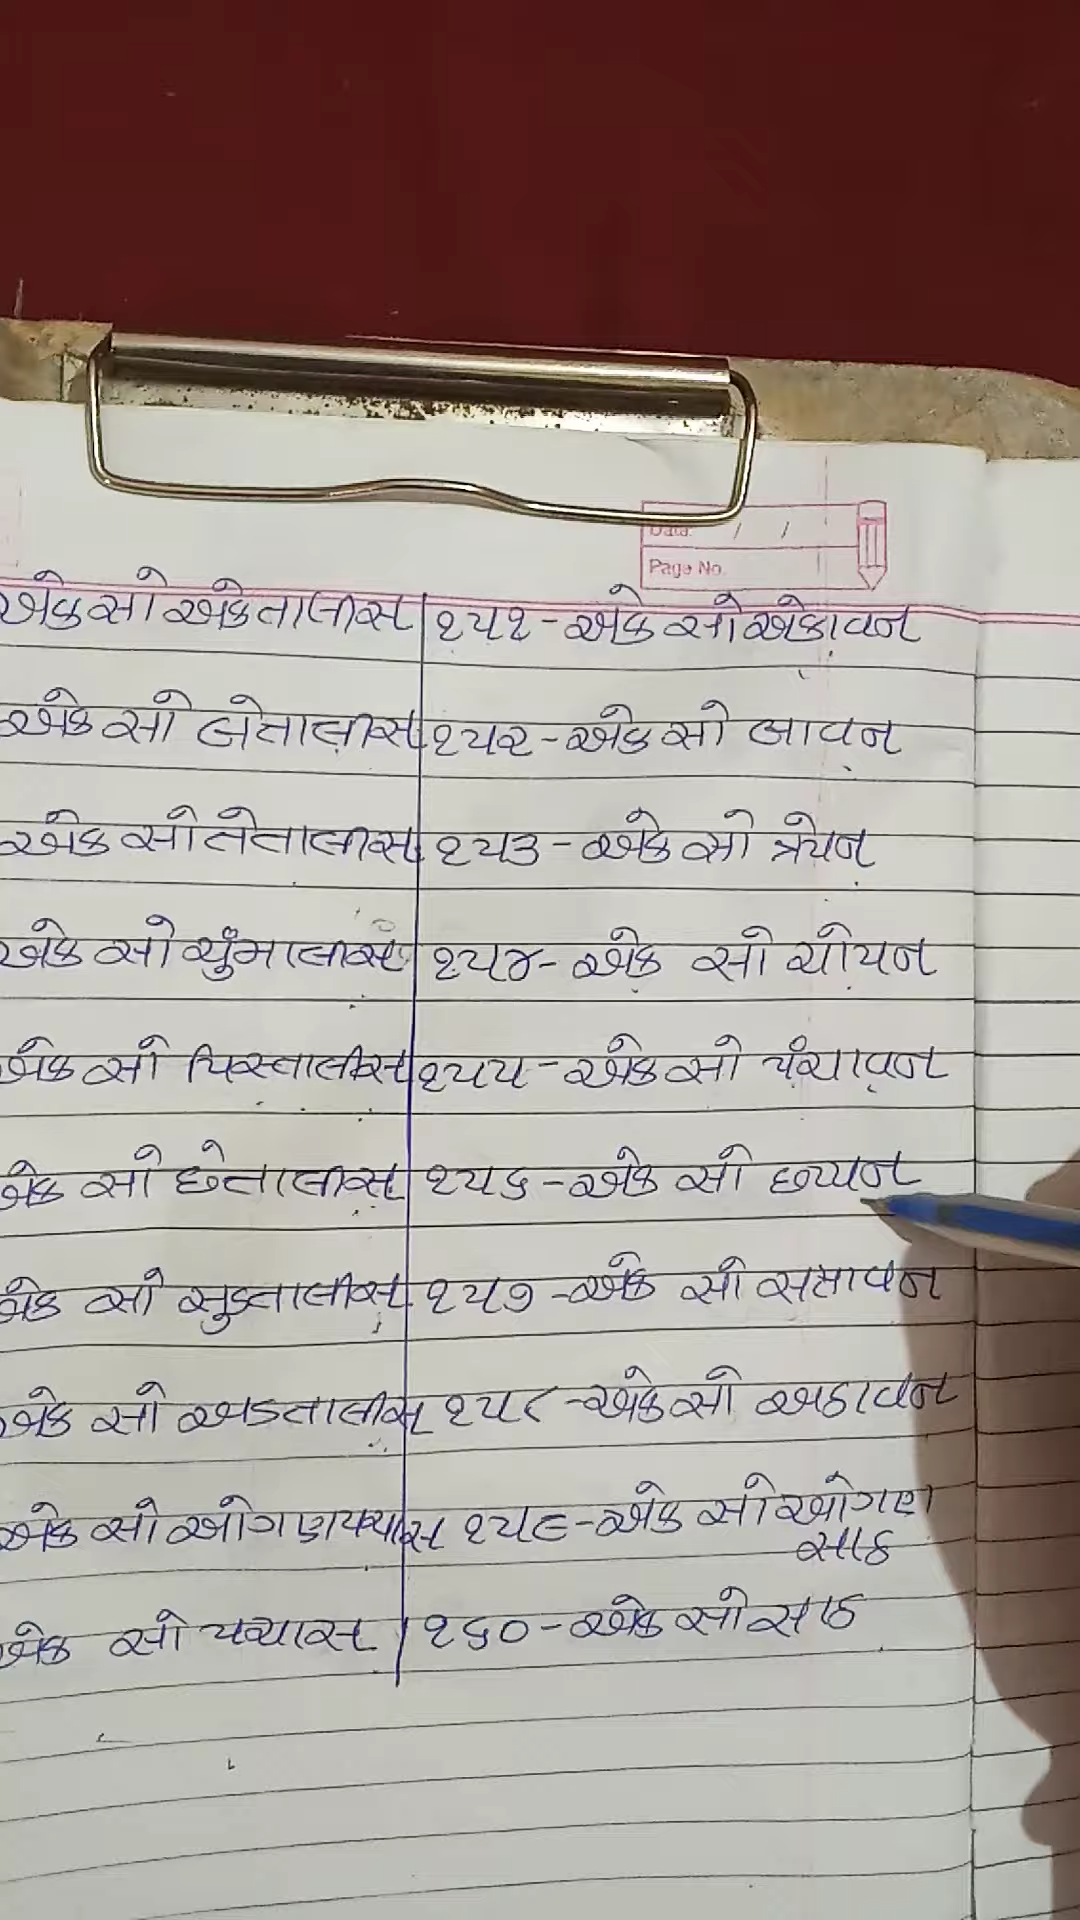 Date: / /
Page No.
એક સો એકતાલીસ | ૧૫૧ - એક સો એકાવન
એક સો બેતાલીસ | ૧૫૨ - એક સો બાવન
એક સો તેતાલીસ | ૧૫૩ - એક સો ત્રેપન
એક સો ચુંમાલીસ | ૧૫૪ - એક સો ચોપન
એક સો પિસ્તાલીસ | ૧૫૫ - એક સો પંચાવન
એક સો છેતાલીસ | ૧૫૬ - એક સો છપ્પન
એક સો સુડતાલીસ | ૧૫૭ - એક સો સત્તાવન
એક સો અડતાલીસ | ૧૫૮ - એક સો અઠાવન
એક સો ઓગણપચાસ | ૧૫૯ - એક સો ઓગણ
સાઠ
એક સો પચાસ | ૧૬૦ - એક સો સાઠ